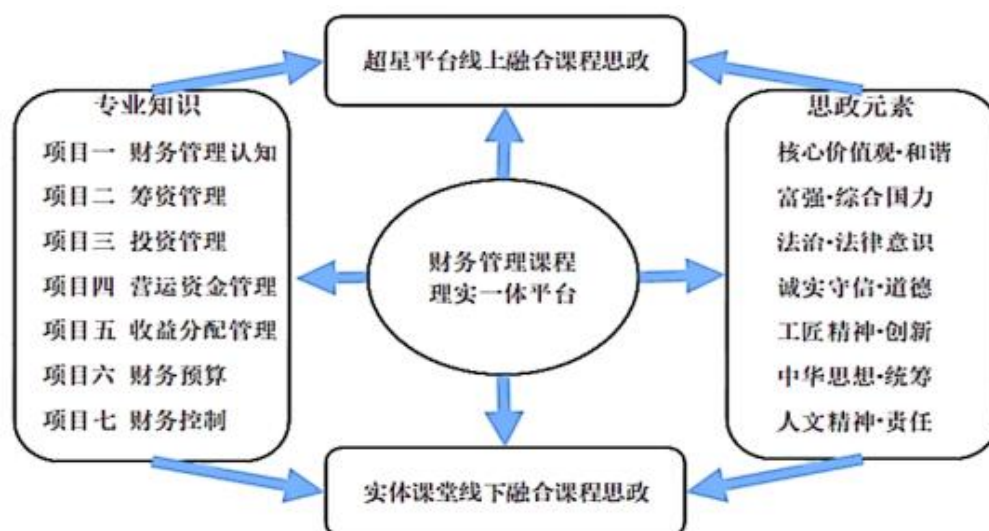 超星平台线上融合课程思政
专业知识
项目一 财务管理认知
项目二 筹资管理
项目三 投资管理
项目四 营运资金管理
项目五 收益分配管理
项目六 财务预算
项目七 财务控制
财务管理课程
理实一体平台
思政元素
核心价值观·和谐
富强·综合国力
法治·法律意识
诚实守信·道德
工匠精神·创新
中华思想·统筹
人文精神·责任
实体课堂线下融合课程思政